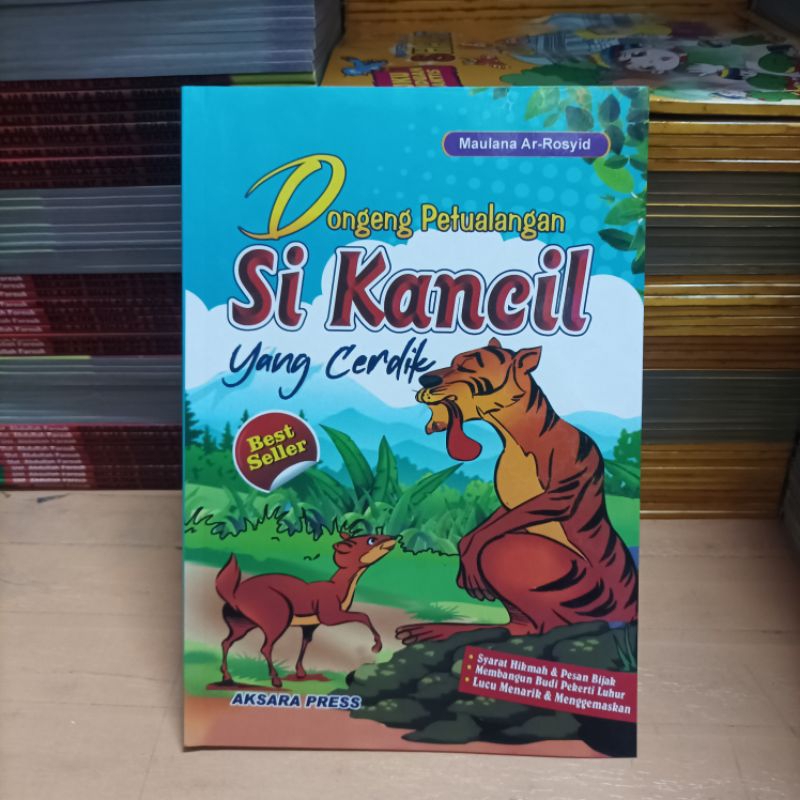 Maulana Ar-Rosyid
Dongeng Petualangan
Si Kancil
yang Cerdik
Best
Seller
• Syarat Hikmah & Pesan Bijak
• Membangun Budi Pekerti Luhur
• Lucu Menarik & Menggemaskan
AKSARA PRESS